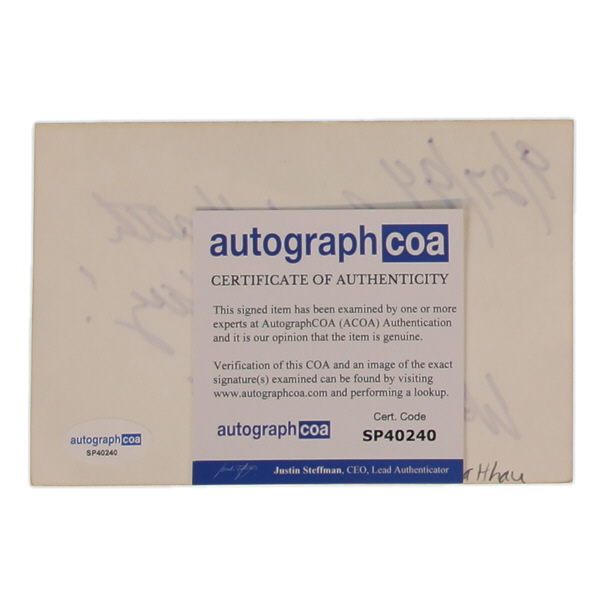 autographcoa
CERTIFICATE OF AUTHENTICITY
This signed item has been examined by one or more
experts at AutographCOA (ACOA) Authentication
and it is our opinion that the item is genuine.
Verification of this COA and an image of the exact
signature(s) examined can be found by visiting
www.autographcoa.com and performing a lookup.
autographcoa
Cert. Code
SP40240
Justin Steffman, CEO, Lead Authenticator
autographcoa
SP40240